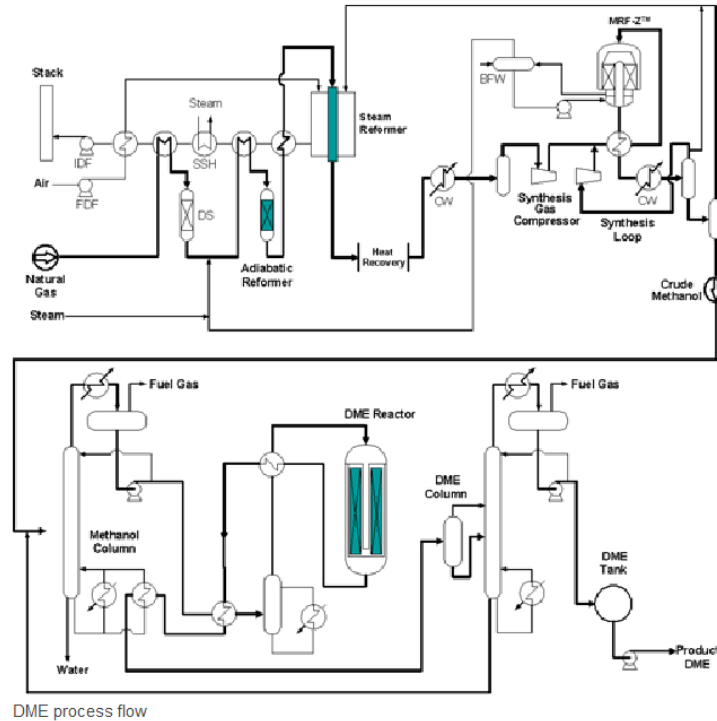 MRF-Z™
Stack
Steam
BFW
Steam
Reformer
IDF
SSH
Air
FDF
DS
CW
Synthesis
Gas
Compressor
CW
Synthesis
Loop
Adiabatic
Reformer
Heat
Recovery
Natural
Gas
Crude
Methanol
Steam
Fuel Gas
Fuel Gas
DME Reactor
DME
Column
Methanol
Column
DME
Tank
Water
Product
DME
DME process flow